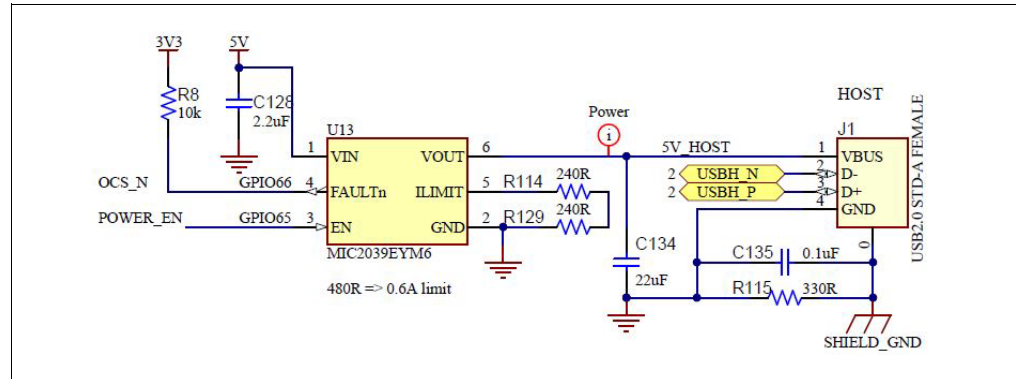 3V3
5V
R8
10k
C128
2.2uF
HOST
Power
i
J1
U13
1
VIN
VOUT
6
5V_HOST
1
VBUS
2
USBH_N
2
D-
OCS_N
GPIO66
4
FAULTn
ILIMIT
5
R114
240R
2
USBH_P
3
D+
4
GND
POWER_EN
GPIO65
3
EN
GND
2
R129
240R
MIC2039EYM6
480R => 0.6A limit
C134
22uF
C135
0.1uF
0
R115
330R
SHIELD_GND
USB2.0 STD-A FEMALE